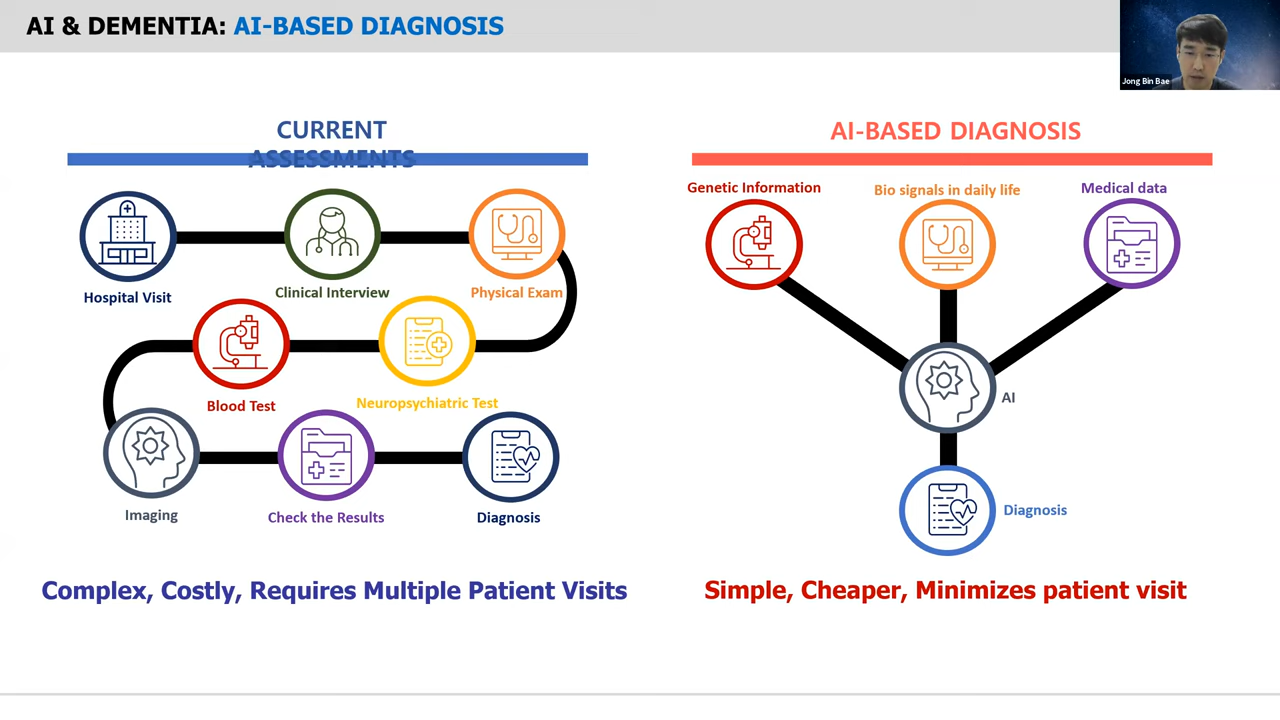 AI & DEMENTIA: AI-BASED DIAGNOSIS
Jong Bin Bae
CURRENT
ASSESSMENTS
Hospital Visit
Clinical Interview
Physical Exam
Blood Test
Neuropsychiatric Test
Imaging
Check the Results
Diagnosis
Complex, Costly, Requires Multiple Patient Visits
AI-BASED DIAGNOSIS
Genetic Information
Bio signals in daily life
Medical data
AI
Diagnosis
Simple, Cheaper, Minimizes patient visit